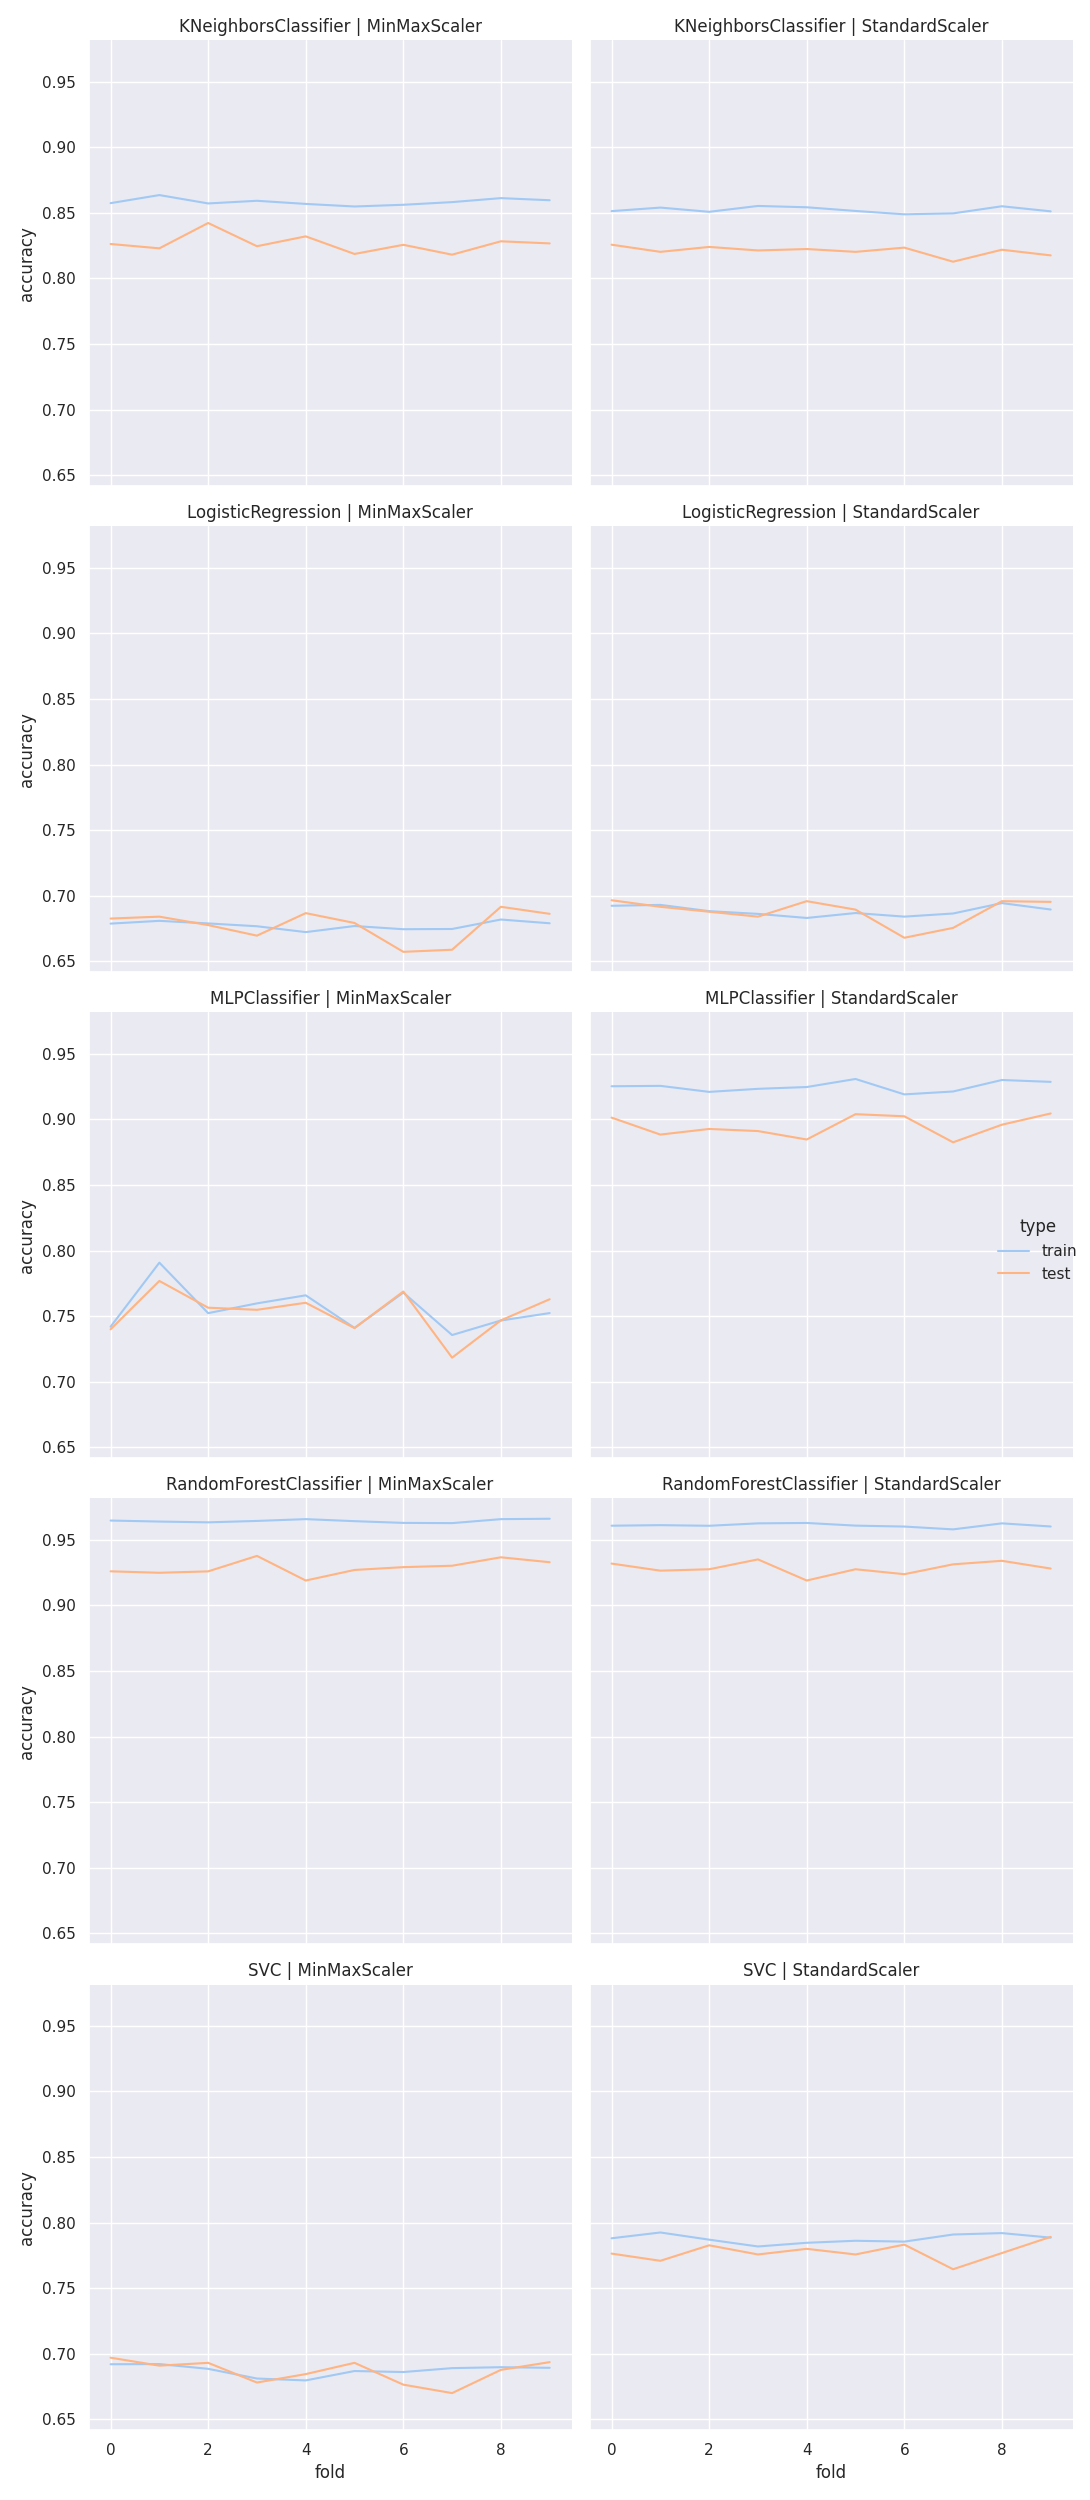 KNeighborsClassifier | MinMaxScaler
KNeighborsClassifier | StandardScaler
0.95
0.90
0.85
0.80
0.75
0.70
0.65
accuracy
LogisticRegression | MinMaxScaler
LogisticRegression | StandardScaler
0.95
0.90
0.85
0.80
0.75
0.70
0.65
accuracy
MLPClassifier | MinMaxScaler
MLPClassifier | StandardScaler
0.95
0.90
0.85
0.80
0.75
0.70
0.65
accuracy
type
train
test
RandomForestClassifier | MinMaxScaler
RandomForestClassifier | StandardScaler
0.95
0.90
0.85
0.80
0.75
0.70
0.65
accuracy
SVC | MinMaxScaler
SVC | StandardScaler
0.95
0.90
0.85
0.80
0.75
0.70
0.65
accuracy
0 2 4 6 8
0 2 4 6 8
fold
fold